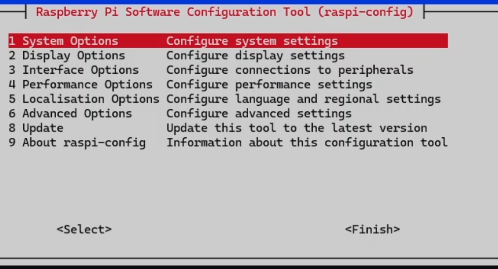 Raspberry Pi Software Configuration Tool (raspi-config)
1 System Options Configure system settings
2 Display Options Configure display settings
3 Interface Options Configure connections to peripherals
4 Performance Options Configure performance settings
5 Localisation Options Configure language and regional settings
6 Advanced Options Configure advanced settings
8 Update Update this tool to the latest version
9 About raspi-config Information about this configuration tool
<Select> <Finish>